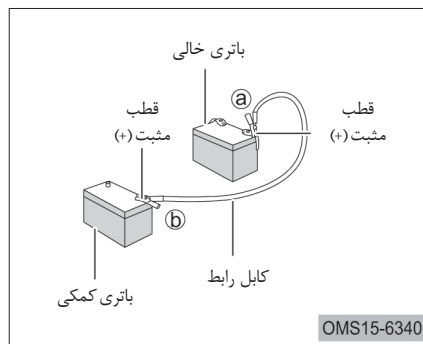 باتری خالی
ⓐ
قطب
مثبت (+)
قطب
مثبت (+)
ⓑ
کابل رابط
باتری کمکی
OMS15-6340